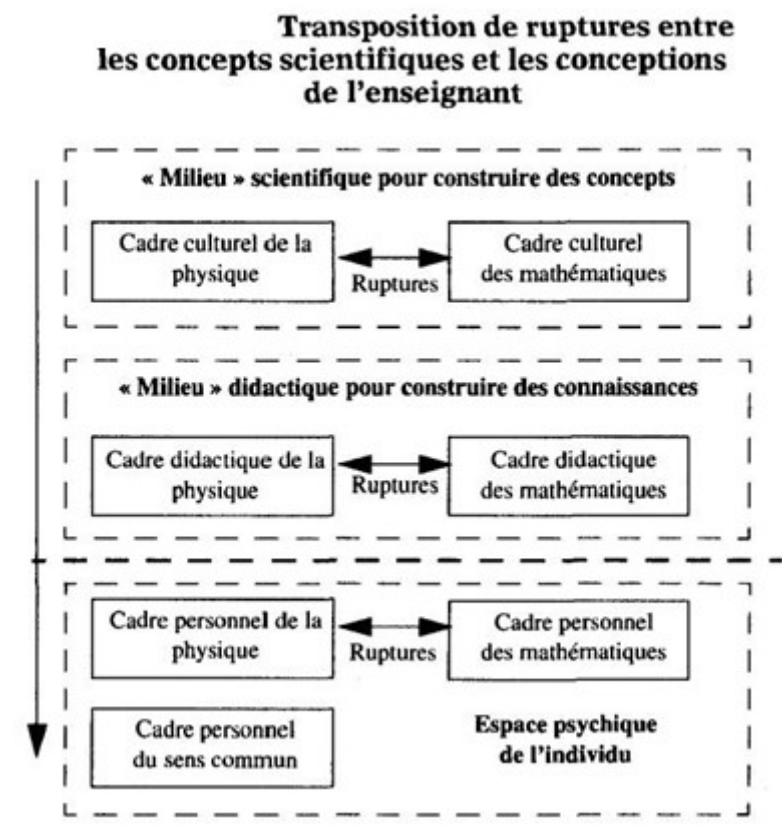 Transposition de ruptures entre
les concepts scientifiques et les conceptions
de l'enseignant
« Milieu » scientifique pour construire des concepts
Cadre culturel de la
physique
Ruptures
Cadre culturel
des mathématiques
« Milieu » didactique pour construire des connaissances
Cadre didactique de la
physique
Ruptures
Cadre didactique
des mathématiques
Cadre personnel de la
physique
Ruptures
Cadre personnel
des mathématiques
Cadre personnel
du sens commun
Espace psychique
de l'individu